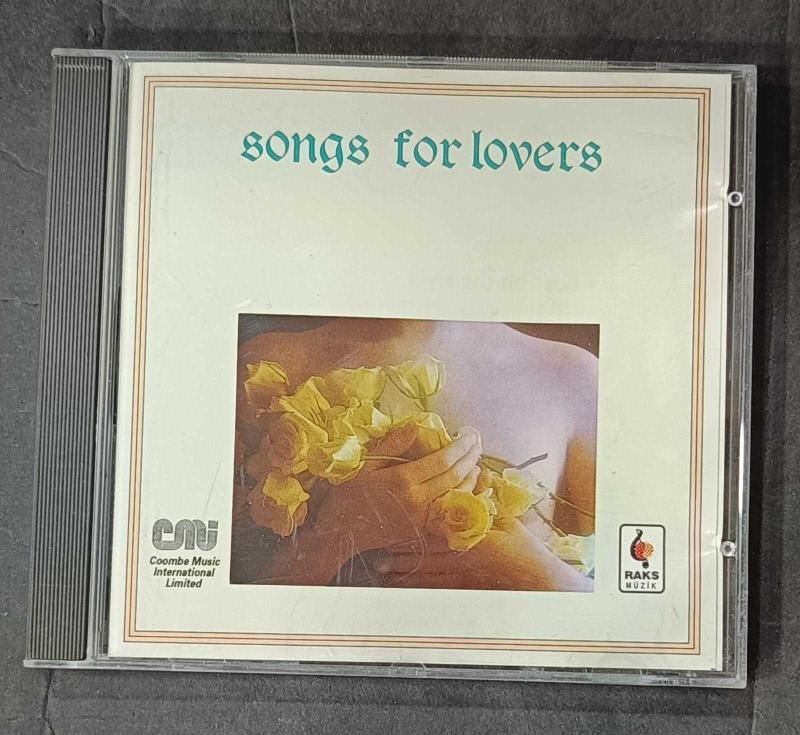 songs for lovers
CMI
Coombe Music
International
Limited
RAKS
MÜZİK